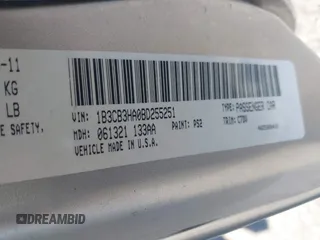 -11
KG
LB
E SAFETY.
VIN: 1B3CB3HA0BD255251
TYPE: PASSENGER CAR
MDH: 061321 133AA
PAINT: PS2
TRIM:
VEHICLE MADE IN U.S.A.
DREAMBID